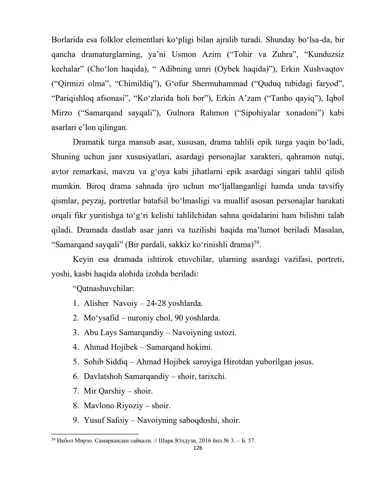 Borlarida esa folklor elementlari ko‘pligi bilan ajralib turadi. Shunday bo‘lsa-da, bir
qancha dramaturglarning, ya’ni Usmon Azim (“Tohir va Zuhra”, “Kunduzsiz
kechalar” (Cho‘lon haqida), “ Adibning umri (Oybek haqida)”), Erkin Xushvaqtov
(“Qirmizi olma”, “Chimildiq”), G‘ofur Shermuhammad (“Quduq tubidagi faryod”,
“Pariqishloq afsonasi”, “Ko‘zlarida holi bor”), Erkin A’zam (“Tanho qayiq”), Iqbol
Mirzo (“Samarqand sayqali”), Gulnora Rahmon (“Sipohiyalar xonadoni”) kabi
asarlari e’lon qilingan.
Dramatik turga mansub asar, xususan, drama tahlili epik turga yaqin bo‘ladi,
Shuning uchun janr xususiyatlari, asardagi personajlar xarakteri, qahramon nutqi,
avtor remarkasi, mavzu va g‘oya kabi jihatlarni epik asardagi singari tahlil qilish
mumkin. Biroq drama sahnada ijro uchun mo‘ljallanganligi hamda unda tavsifiy
qismlar, peyzaj, portretlar batafsil bo‘lmasligi va muallif asosan personajlar harakati
orqali fikr yuritishga to‘g‘ri kelishi tahlilchidan sahna qoidalarini ham bilishni talab
qiladi. Dramada dastlab asar janri va tuzilishi haqida ma’lumot beriladi Masalan,
“Samarqand sayqali” (Bir pardali, sakkiz ko‘rinishli drama)⁵⁹.
Keyin esa dramada ishtirok etuvchilar, ularning asardagi vazifasi, portreti,
yoshi, kasbi haqida alohida izohda beriladi:
“Qatnashuvchilar:
1. Alisher Navoiy – 24-28 yoshlarda.
2. Mo‘ysafid – nuroniy chol, 90 yoshlarda.
3. Abu Lays Samarqandiy – Navoiyning ustozi.
4. Ahmad Hojibek – Samarqand hokimi.
5. Sohib Siddiq – Ahmad Hojibek saroyiga Hirotdan yuborilgan josus.
6. Davlatshoh Samarqandiy – shoir, tarixchi.
7. Mir Qarshiy – shoir.
8. Mavlono Riyoziy – shoir.
9. Yusuf Safoiy – Navoiyning saboqdoshi, shoir.
⁵⁹ Иқбол Мирзо. Самарқандан сайқали. // Шарқ Юлдузи, 2016 йил № 3. – Б. 57.
126